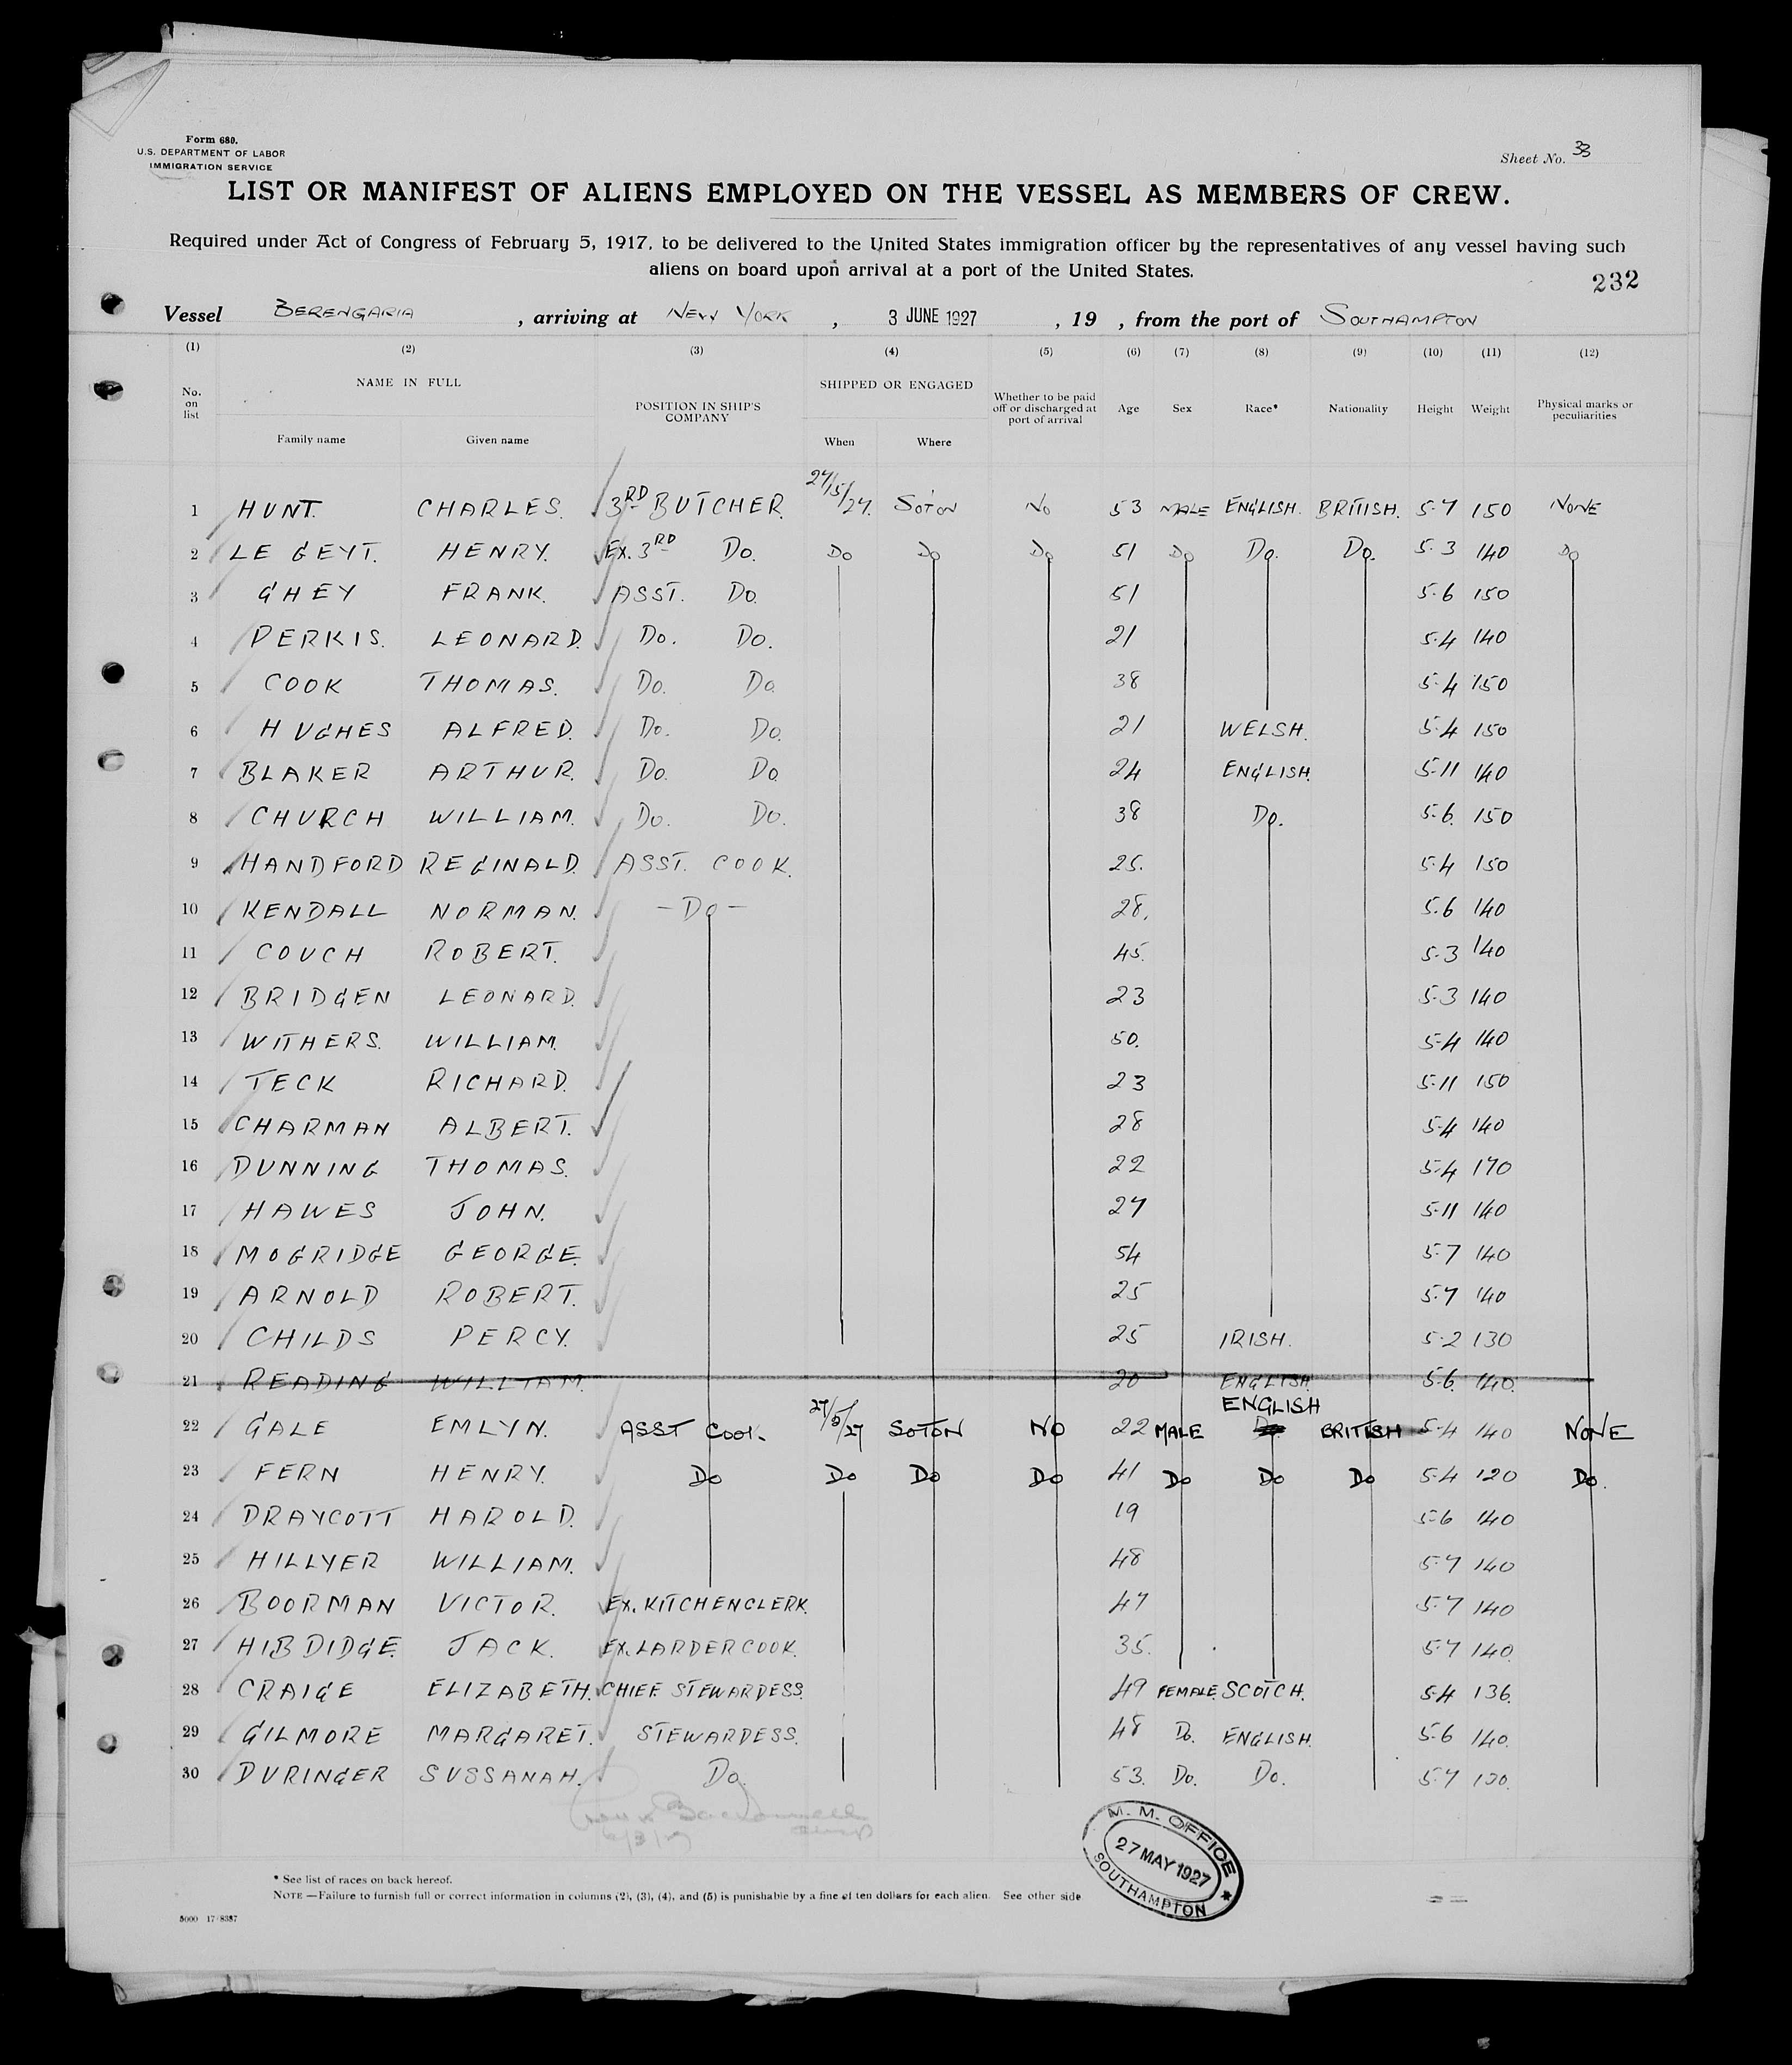 Form 680.
U.S. DEPARTMENT OF LABOR
IMMIGRATION SERVICE
Sheet No. 33
LIST OR MANIFEST OF ALIENS EMPLOYED ON THE VESSEL AS MEMBERS OF CREW.
Required under Act of Congress of February 5, 1917, to be delivered to the United States immigration officer by the representatives of any vessel having such
aliens on board upon arrival at a port of the United States.
232
Vessel BERENGARIA , arriving at NEW YORK , 3 JUNE 1927 , 19 , from the port of SOUTHAMPTON
(1) (2) (3) (4) (5) (6) (7) (8) (9) (10) (11) (12)
No. on list NAME IN FULL Family name Given name POSITION IN SHIP'S COMPANY SHIPPED OR ENGAGED When Where Whether to be paid off or discharged at port of arrival Age Sex Race* Nationality Height Weight Physical marks or peculiarities
1 HUNT. CHARLES. 3RD BUTCHER. 27/5/27. SOTON NO 53 MALE ENGLISH. BRITISH. 5-7 150 NONE
2 LE GEYT. HENRY. EX. 3RD DO. DO DO DO 51 DO DO. DO. 5-3 140 DO
3 GHEY FRANK. ASST. DO. 51 5-6 150
4 PERKIS. LEONARD. DO. DO. 21 5-4 140
5 COOK THOMAS. DO. DO 38 5-4 150
6 HUGHES ALFRED. DO. DO. 21 WELSH. 5-4 150
7 BLAKER ARTHUR. DO. DO 24 ENGLISH. 5-11 140
8 CHURCH WILLIAM. DO. DO. 38 DO. 5-6. 150
9 HANDFORD REGINALD. ASST. COOK. 25. 5-4 150
10 KENDALL NORMAN. -DO- 28. 5.6 140
11 COUCH ROBERT. 45. 5-3 140
12 BRIDGEN LEONARD. 23 5-3 140
13 WITHERS. WILLIAM. 50. 5-4 140
14 TECK RICHARD. 23 5-11 150
15 CHARMAN ALBERT. 28 5-4 140
16 DUNNING THOMAS. 22 5-4 170
17 HAWES JOHN. 27 5-11 140
18 MOGRIDGE GEORGE. 54 5-7 140
19 ARNOLD ROBERT. 25 5-7 140
20 CHILDS PERCY. 25 IRISH. 5-2 130
21 READING WILLIAM. 20 ENGLISH. 5-6. 140.
22 GALE EMLYN. ASST COOK. 27/5/27 SOTON NO 22 MALE ENGLISH BRITISH 5-4 140 NONE
23 FERN HENRY. DO DO DO DO 41 DO DO DO 5-4 120 DO.
24 DRAYCOTT HAROLD. 19 5-6 140
25 HILLYER WILLIAM. 48 5-7 140
26 BOORMAN VICTOR. EX. KITCHEN CLERK. 47 5-7 140
27 HIBDIDGE. JACK. EX. LARDER COOK. 35. 5-7 140.
28 CRAIGE ELIZABETH. CHIEF STEWARDESS. 49 FEMALE. SCOTCH. 5-4 136.
29 GILMORE MARGARET. STEWARDESS. 48 DO. ENGLISH. 5-6 140.
30 DURINGER SUSSANAH. DO. 53. DO. DO. 5-7
M. M. OFFICE
27 MAY 1927
SOUTHAMPTON
* See list of races on back hereof.
NOTE.—Failure to furnish full or correct information in columns (2), (3), (4), and (5) is punishable by a fine of ten dollars for each alien. See other side
5000 17-8387